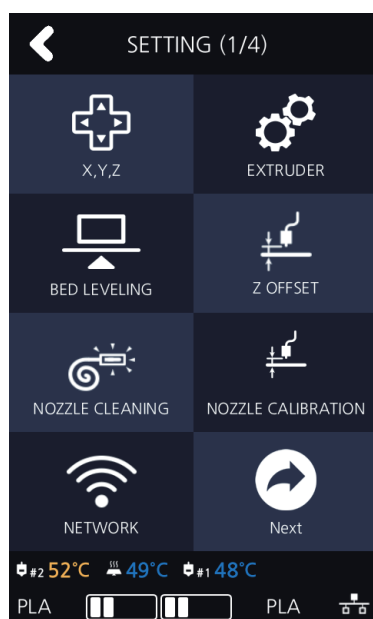 SETTING (1/4)
X,Y,Z
EXTRUDER
BED LEVELING
Z OFFSET
NOZZLE CLEANING
NOZZLE CALIBRATION
NETWORK
Next
#2 52°C 49°C #1 48°C
PLA PLA